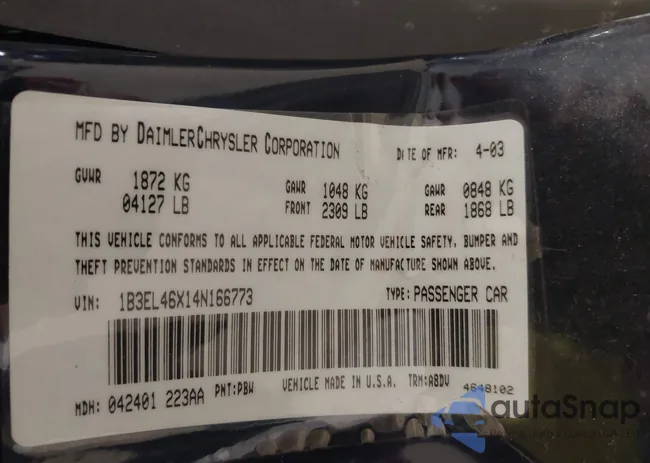 MFD BY DAIMLERCHRYSLER CORPORATION DATE OF MFR: 4-03
GVWR 1872 KG GAWR 1048 KG GAWR 0848 KG
04127 LB FRONT 2309 LB REAR 1868 LB
THIS VEHICLE CONFORMS TO ALL APPLICABLE FEDERAL MOTOR VEHICLE SAFETY, BUMPER AND
THEFT PREVENTION STANDARDS IN EFFECT ON THE DATE OF MANUFACTURE SHOWN ABOVE.
VIN: 1B3EL46X14N166773 TYPE: PASSENGER CAR
MDH: 042401 223AA PNT:PBW VEHICLE MADE IN U.S.A. TRM:ABDV 4648102
autaSnap